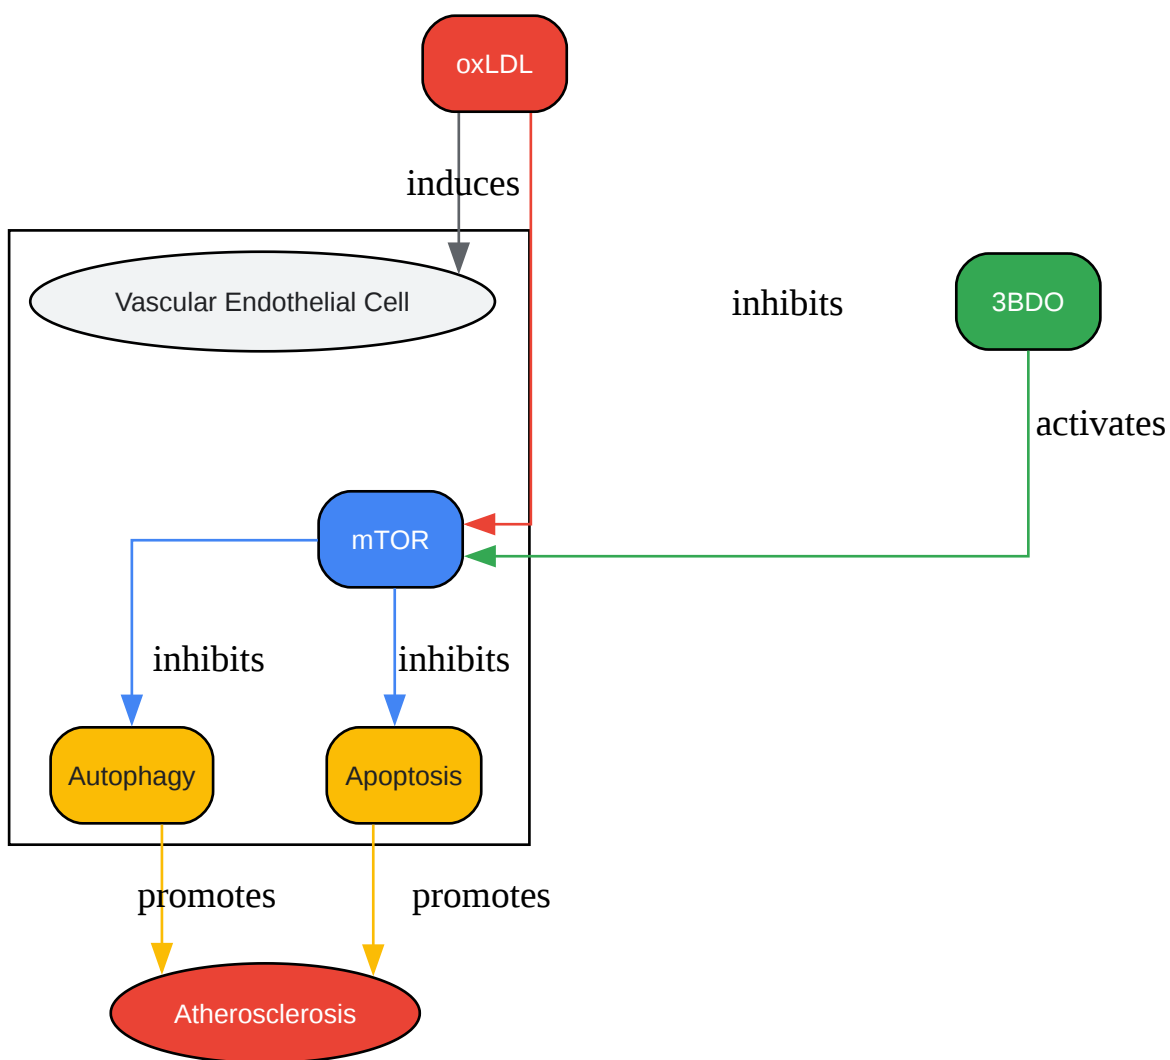 oxLDL
induces
Vascular Endothelial Cell
inhibits
3BDO
activates
mTOR
inhibits
inhibits
Autophagy
Apoptosis
promotes
promotes
Atherosclerosis